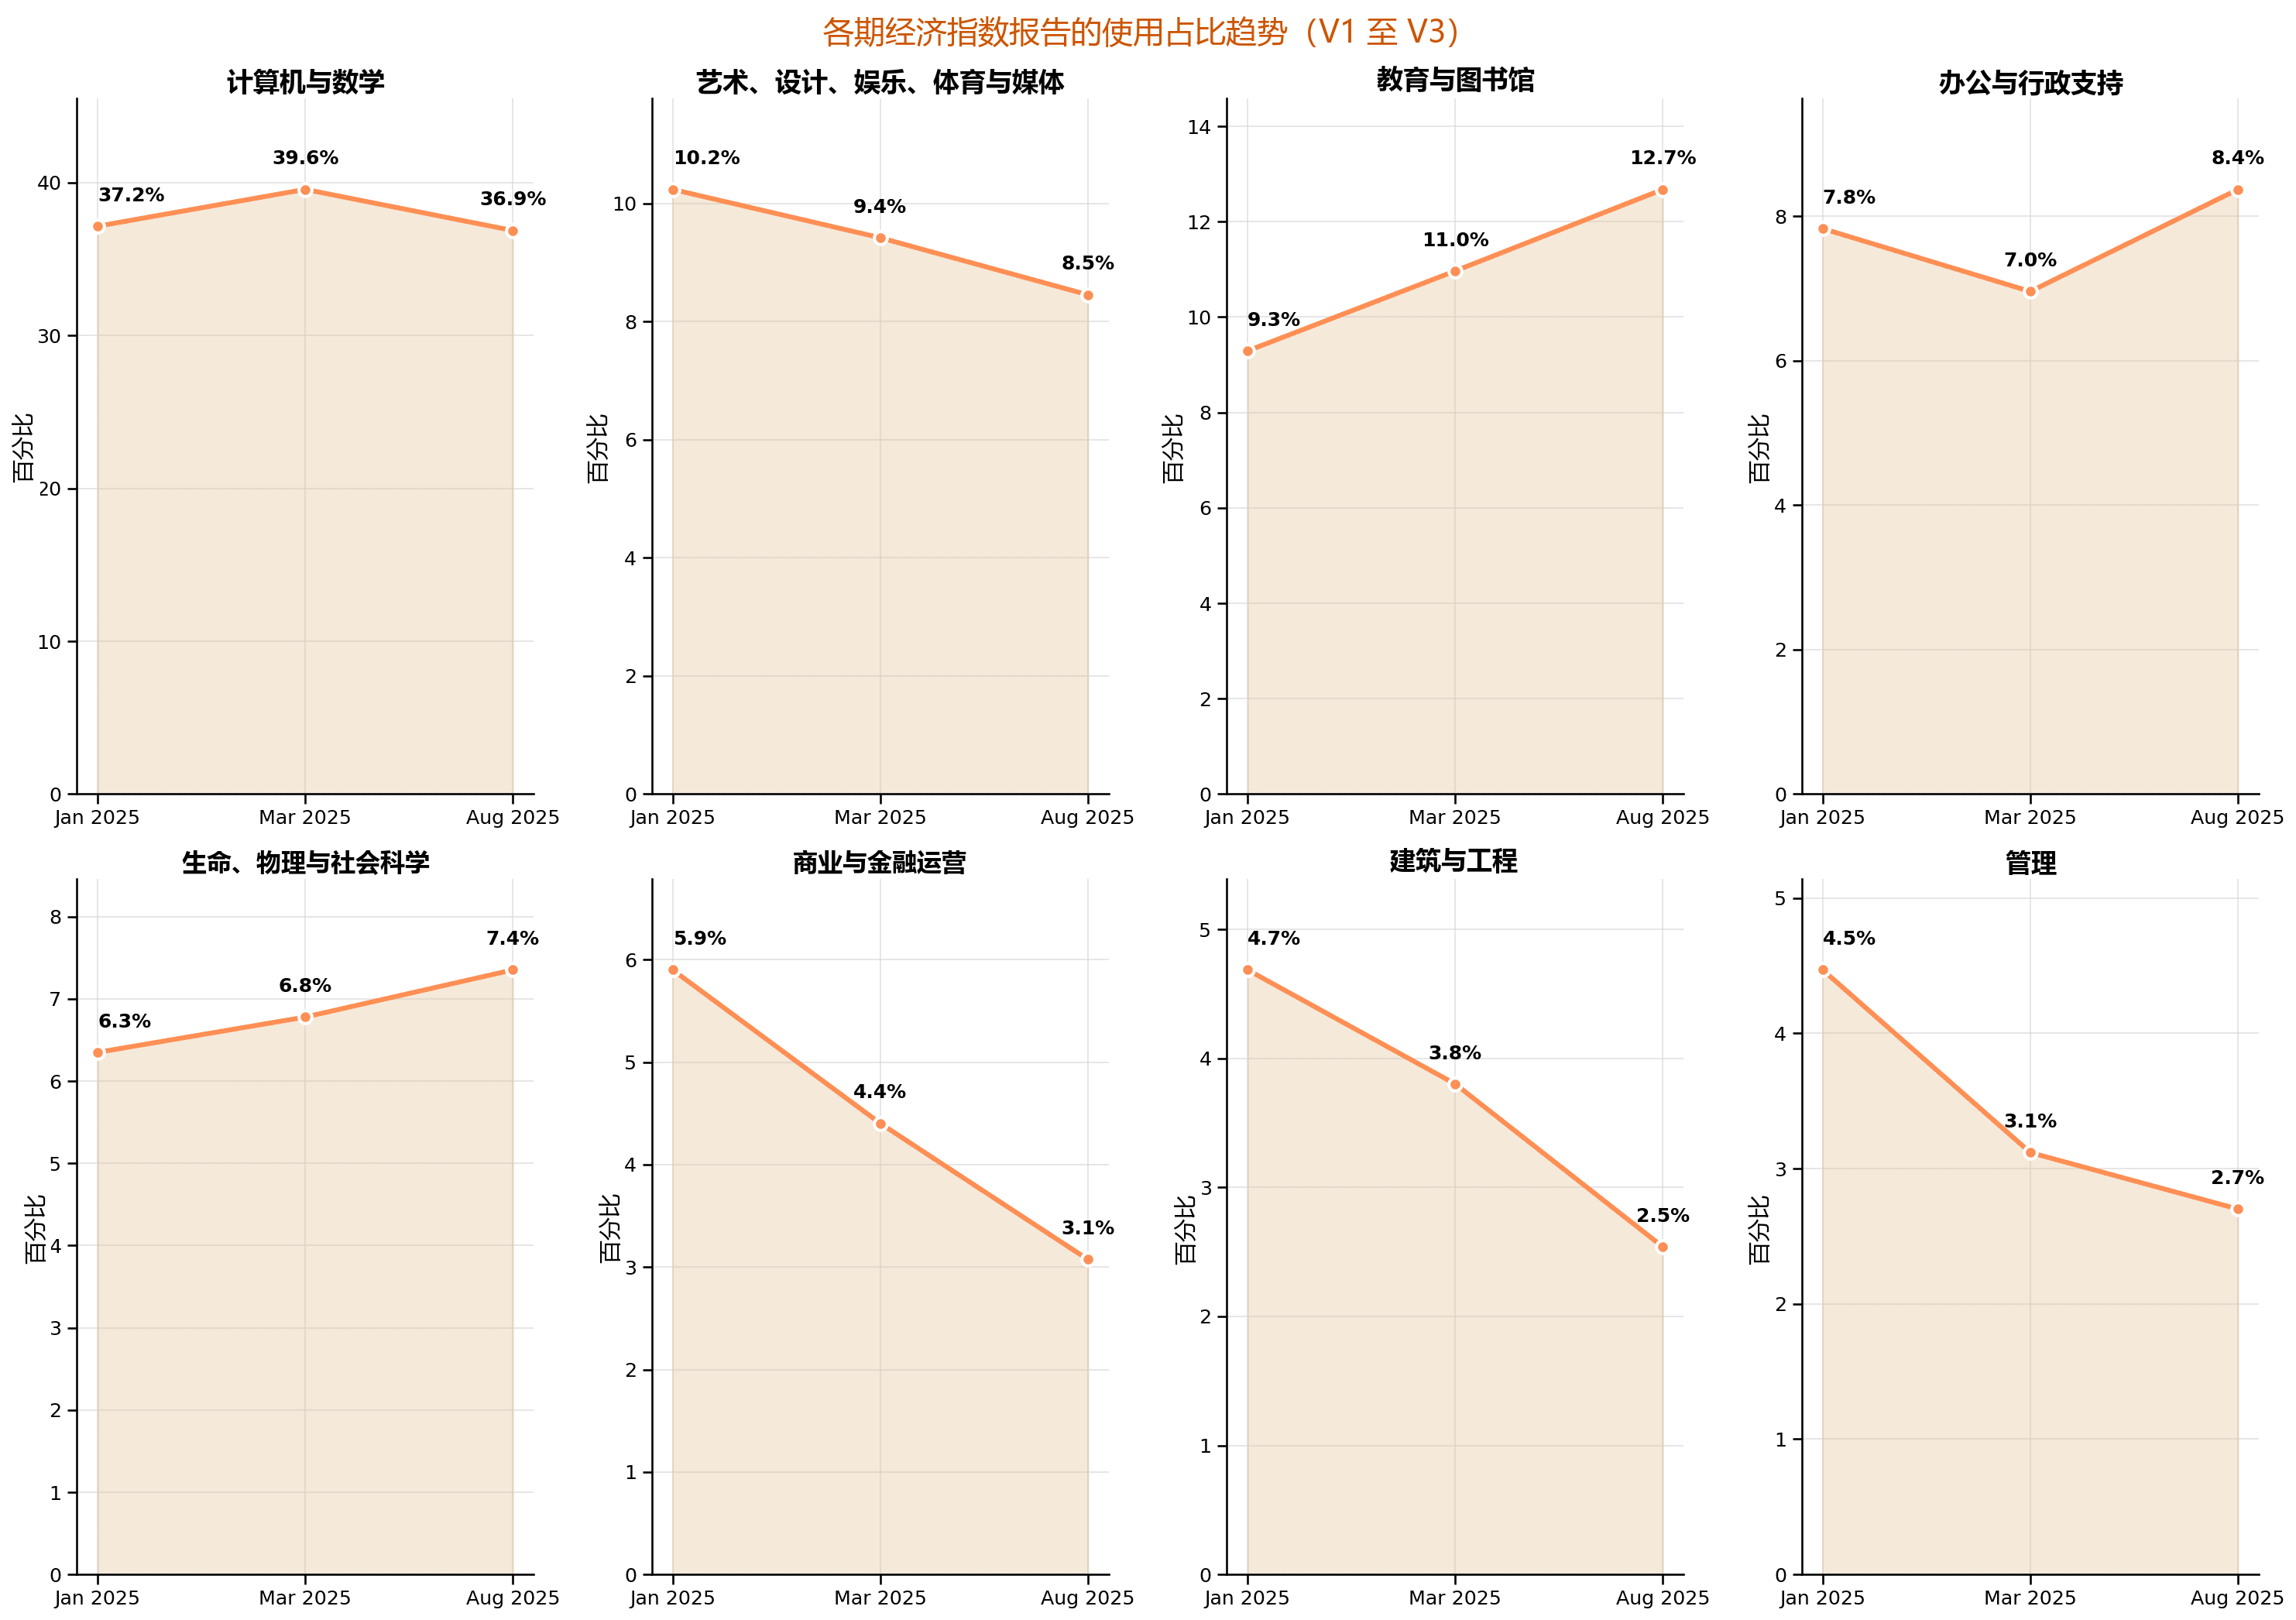 各期经济指数报告的使用占比趋势（V1 至 V3）
计算机与数学
百分比
40
30
20
10
0
37.2%
39.6%
36.9%
Jan 2025
Mar 2025
Aug 2025
艺术、设计、娱乐、体育与媒体
百分比
10
8
6
4
2
0
10.2%
9.4%
8.5%
Jan 2025
Mar 2025
Aug 2025
教育与图书馆
百分比
14
12
10
8
6
4
2
0
9.3%
11.0%
12.7%
Jan 2025
Mar 2025
Aug 2025
办公与行政支持
百分比
8
6
4
2
0
7.8%
7.0%
8.4%
Jan 2025
Mar 2025
Aug 2025
生命、物理与社会科学
百分比
8
7
6
5
4
3
2
1
0
6.3%
6.8%
7.4%
Jan 2025
Mar 2025
Aug 2025
商业与金融运营
百分比
6
5
4
3
2
1
0
5.9%
4.4%
3.1%
Jan 2025
Mar 2025
Aug 2025
建筑与工程
百分比
5
4
3
2
1
0
4.7%
3.8%
2.5%
Jan 2025
Mar 2025
Aug 2025
管理
百分比
5
4
3
2
1
0
4.5%
3.1%
2.7%
Jan 2025
Mar 2025
Aug 2025